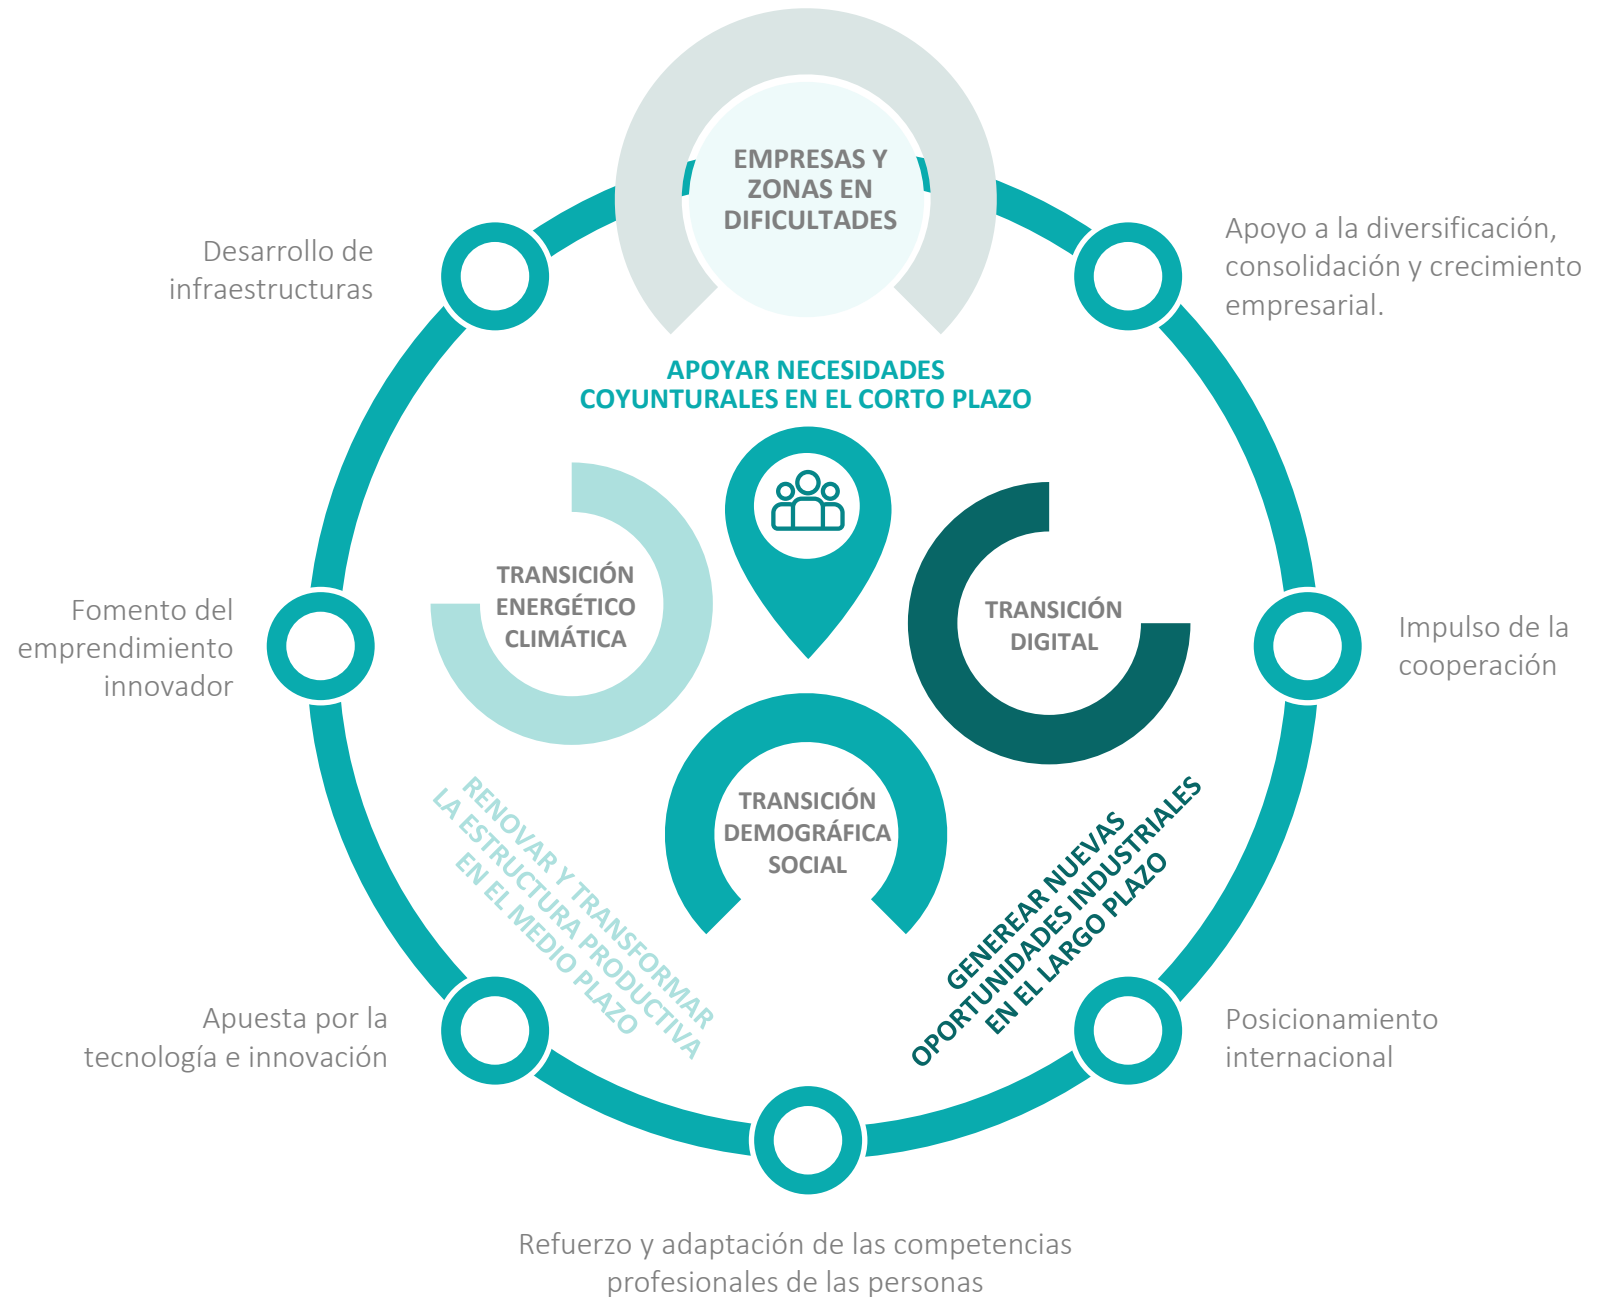 EMPRESAS Y
ZONAS EN
DIFICULTADES
Desarrollo de
infraestructuras
Apoyo a la diversificación,
consolidación y crecimiento
empresarial.
APOYAR NECESIDADES
COYUNTURALES EN EL CORTO PLAZO
TRANSICIÓN
ENERGÉTICO
CLIMÁTICA
TRANSICIÓN
DIGITAL
Fomento del
emprendimiento
innovador
Impulso de la
cooperación
TRANSICIÓN
DEMOGRÁFICA
SOCIAL
RENOVAR Y TRANSFORMAR
LA ESTRUCTURA PRODUCTIVA
EN EL MEDIO PLAZO
GENEREAR NUEVAS
OPORTUNIDADES INDUSTRIALES
EN EL LARGO PLAZO
Apuesta por la
tecnología e innovación
Posicionamiento
internacional
Refuerzo y adaptación de las competencias
profesionales de las personas